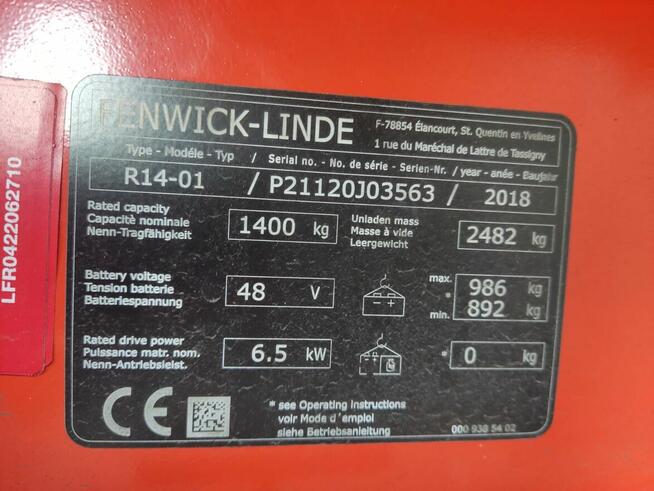 FENWICK-LINDE
F-78854 Élancourt, St. Quentin en Yvelines
1 rue du Maréchal de Lattre de Tassigny
Type - Modéle - Typ / Serial no. - No. de série - Serien-Nr. / year - anée - Baujahr
R14-01 / P21120J03563 / 2018
Rated capacity
Capacitè nominale
Nenn-Tragfähigkeit
1400 kg
Unladen mass
Masse à vide
Leergewicht
2482 kg
Battery voltage
Tension batterie
Batteriespannung
48 V
max. 986 kg
*
min. 892 kg
Rated drive power
Puissance matr. nom.
Nenn-Antriebsleist.
6.5 kW
* 0 kg
CE
* see Operating instructions
voir Mode d'emploi
siehe Betriebsanleitung
000 938 54 02
LFR0422062710